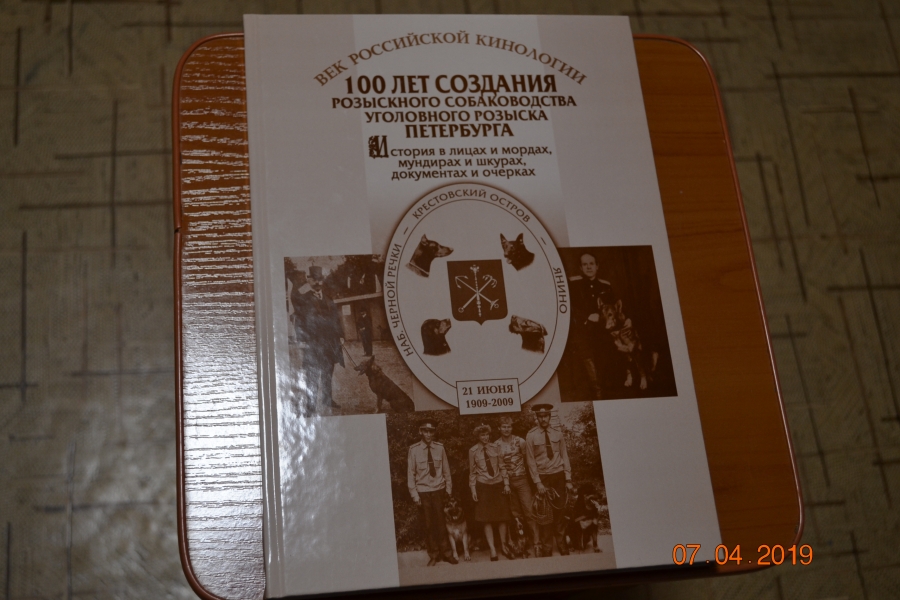 ВЕК РОССИЙСКОЙ КИНОЛОГИИ
100 ЛЕТ СОЗДАНИЯ
РОЗЫСКНОГО СОБАКОВОДСТВА
УГОЛОВНОГО РОЗЫСКА
ПЕТЕРБУРГА
История в лицах и мордах,
мундирах и шкурах,
документах и очерках
НАБ. ЧЕРНОЙ РЕЧКИ — КРЕСТОВСКИЙ ОСТРОВ — ЯНИНО
21 ИЮНЯ
1909-2009
07.04.2019